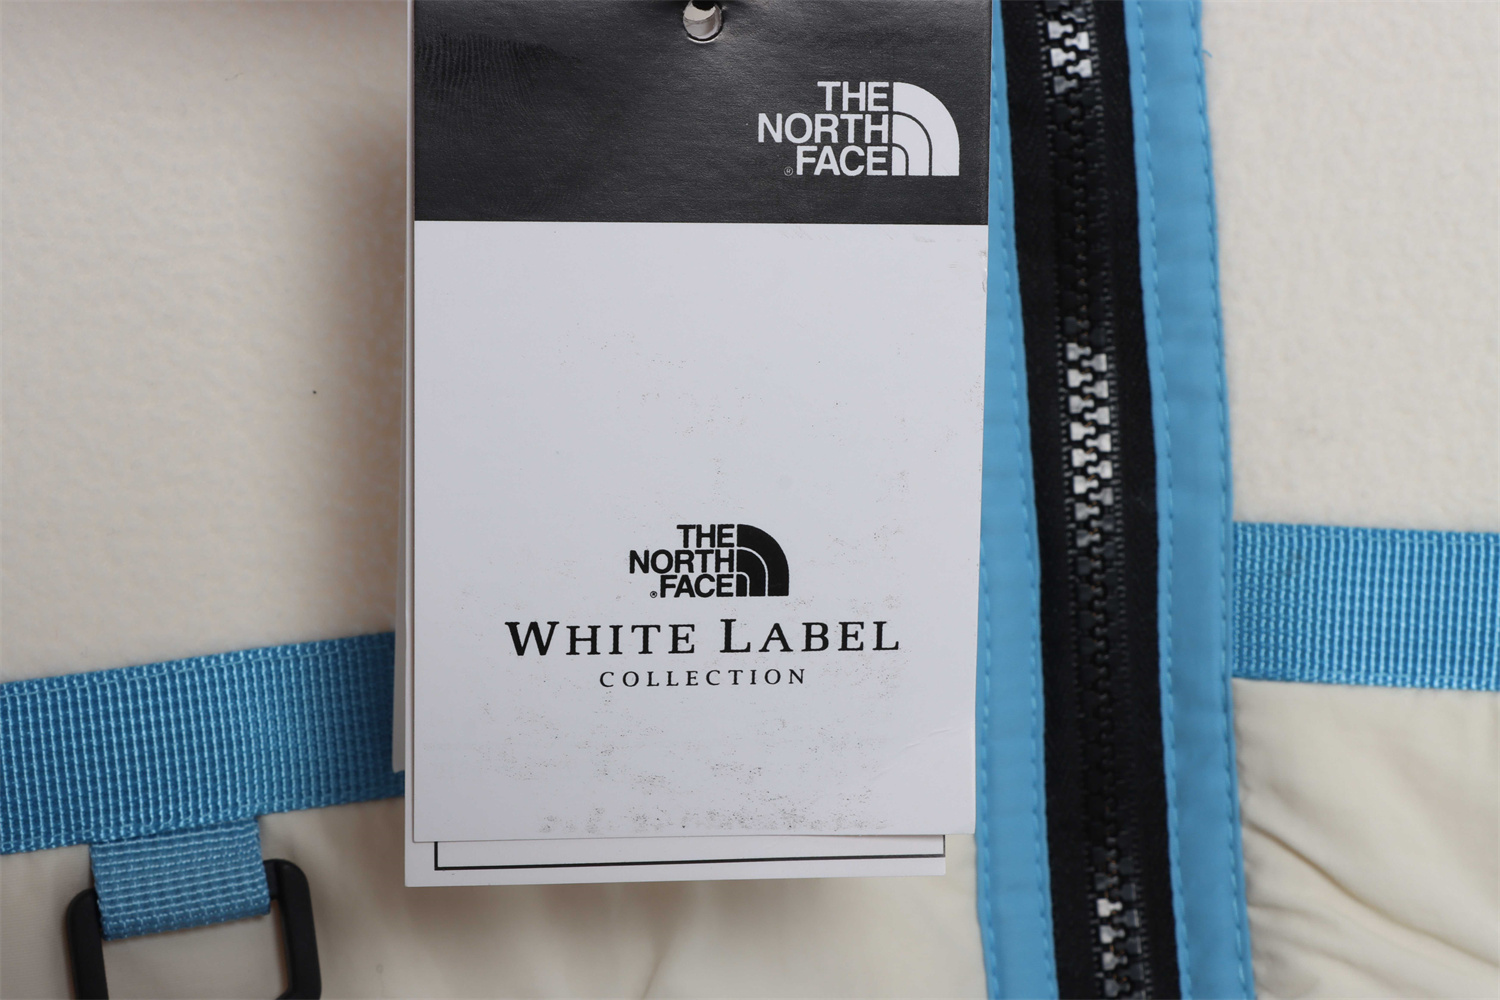 THE
NORTH
FACE
®
THE
NORTH
FACE
®
WHITE LABEL
COLLECTION